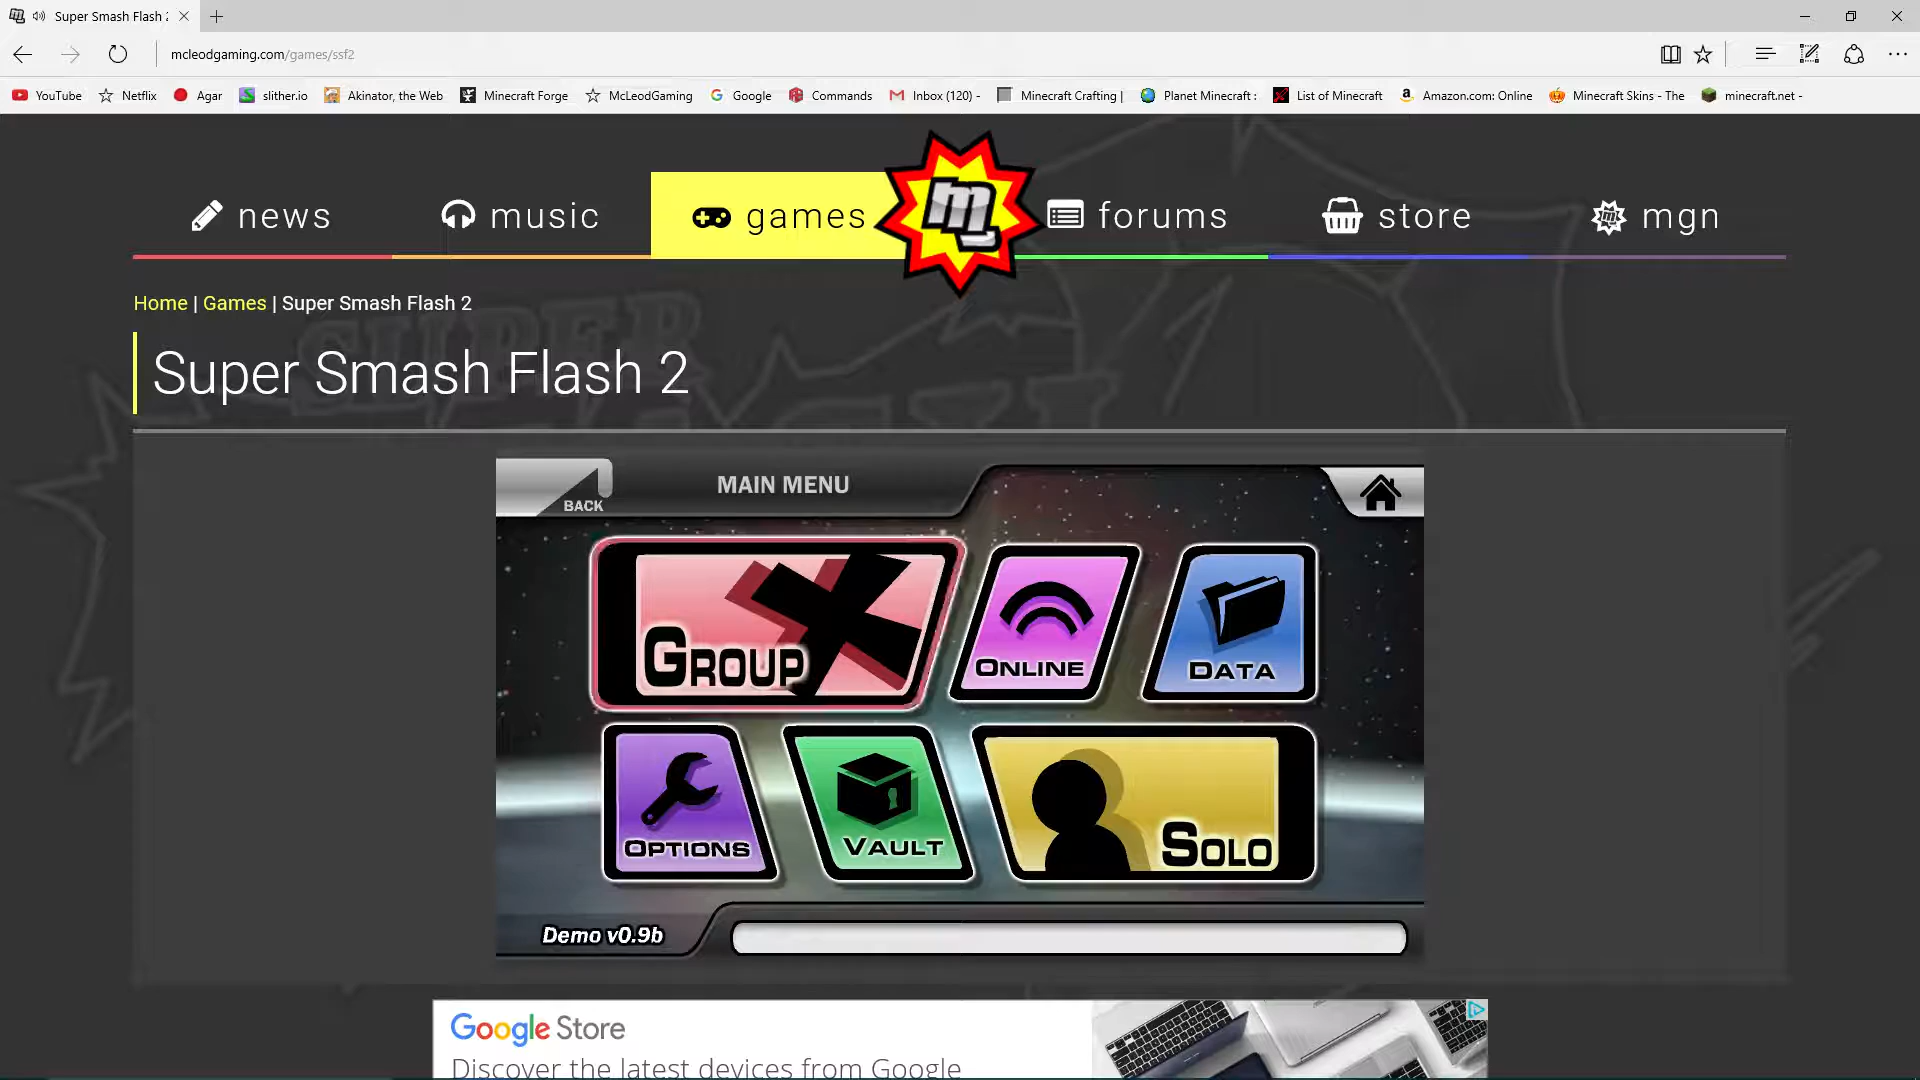 Super Smash Flash 2
mcleodgaming.com/games/ssf2
YouTube Netflix Agar slither.io Akinator, the Web Minecraft Forge McLeodGaming Google Commands Inbox (120) - Minecraft Crafting | Planet Minecraft : List of Minecraft Amazon.com: Online Minecraft Skins - The minecraft.net -
news music games m forums store mgn
Home | Games | Super Smash Flash 2
Super Smash Flash 2
BACK MAIN MENU
GROUP ONLINE DATA
OPTIONS VAULT SOLO
Demo v0.9b
Google Store
Discover the latest devices from Google